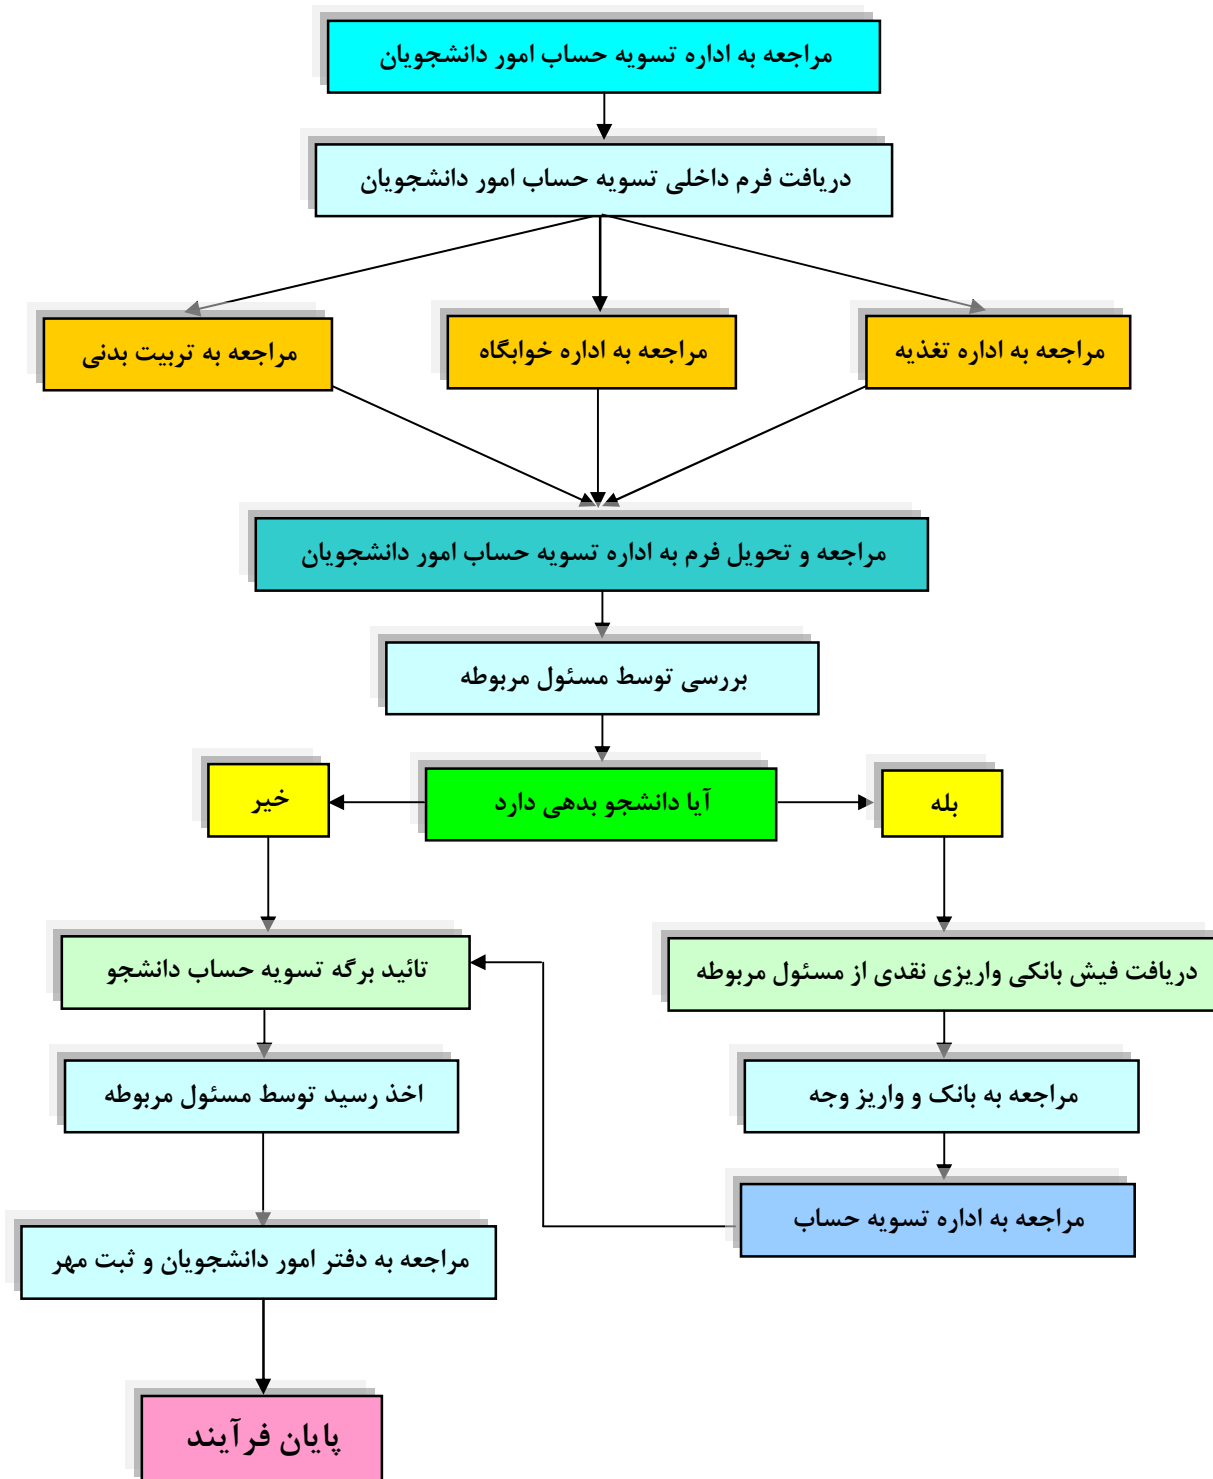 مراجعه به اداره تسویه حساب امور دانشجویان
دریافت فرم داخلی تسویه حساب امور دانشجویان
مراجعه به اداره تغذیه
مراجعه به اداره خوابگاه
مراجعه به تربیت بدنی
مراجعه و تحویل فرم به اداره تسویه حساب امور دانشجویان
بررسی توسط مسئول مربوطه
آیا دانشجو بدهی دارد
بله
خیر
دریافت فیش بانکی واریزی نقدی از مسئول مربوطه
تائید برگه تسویه حساب دانشجو
مراجعه به بانک و واریز وجه
اخذ رسید توسط مسئول مربوطه
مراجعه به اداره تسویه حساب
مراجعه به دفتر امور دانشجویان و ثبت مهر
پایان فرآیند